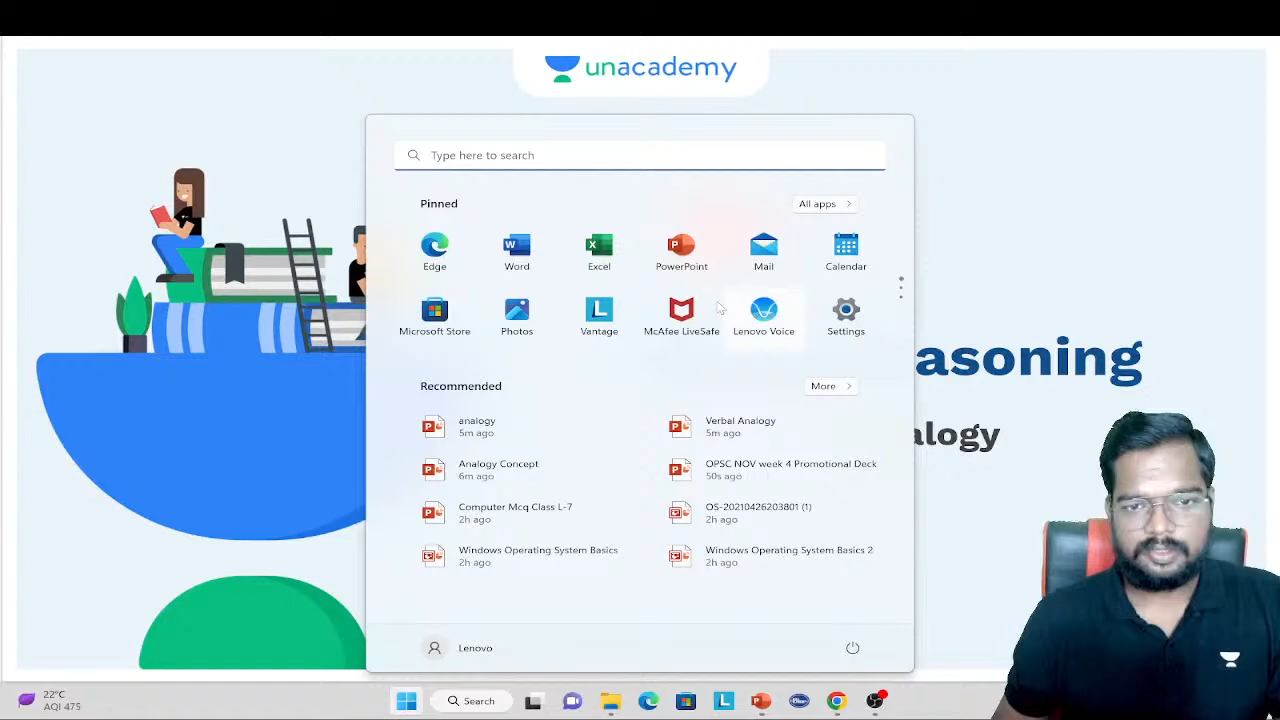 unacademy
Type here to search
Pinned
All apps
Edge
Word
Excel
PowerPoint
Mail
Calendar
Microsoft Store
Photos
Vantage
McAfee LiveSafe
Lenovo Voice
Settings
easoning
alogy
Recommended
More
analogy
5m ago
Verbal Analogy
5m ago
Analogy Concept
6m ago
OPSC NOV week 4 Promotional Deck
50s ago
Computer Mcq Class L-7
2h ago
OS-20210426203801 (1)
2h ago
Windows Operating System Basics
2h ago
Windows Operating System Basics 2
2h ago
Lenovo
22°C
AQI 475
Search